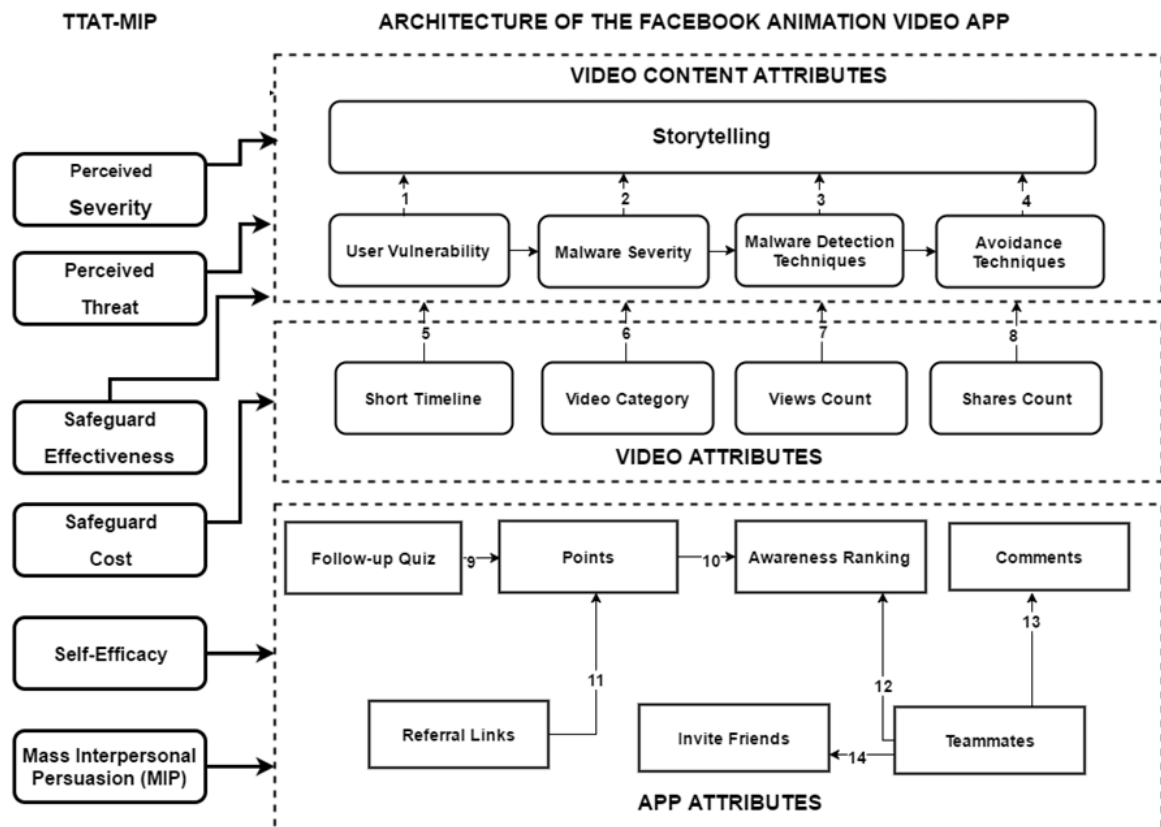 TTAT-MIP
ARCHITECTURE OF THE FACEBOOK ANIMATION VIDEO APP
Perceived
Severity
Perceived
Threat
Safeguard
Effectiveness
Safeguard
Cost
Self-Efficacy
Mass Interpersonal
Persuasion (MIP)
VIDEO CONTENT ATTRIBUTES
Storytelling
1
2
3
4
User Vulnerability
Malware Severity
Malware Detection
Techniques
Avoidance
Techniques
5
6
7
8
Short Timeline
Video Category
Views Count
Shares Count
VIDEO ATTRIBUTES
Follow-up Quiz
9
Points
10
Awareness Ranking
Comments
11
12
13
Referral Links
Invite Friends
14
Teammates
APP ATTRIBUTES